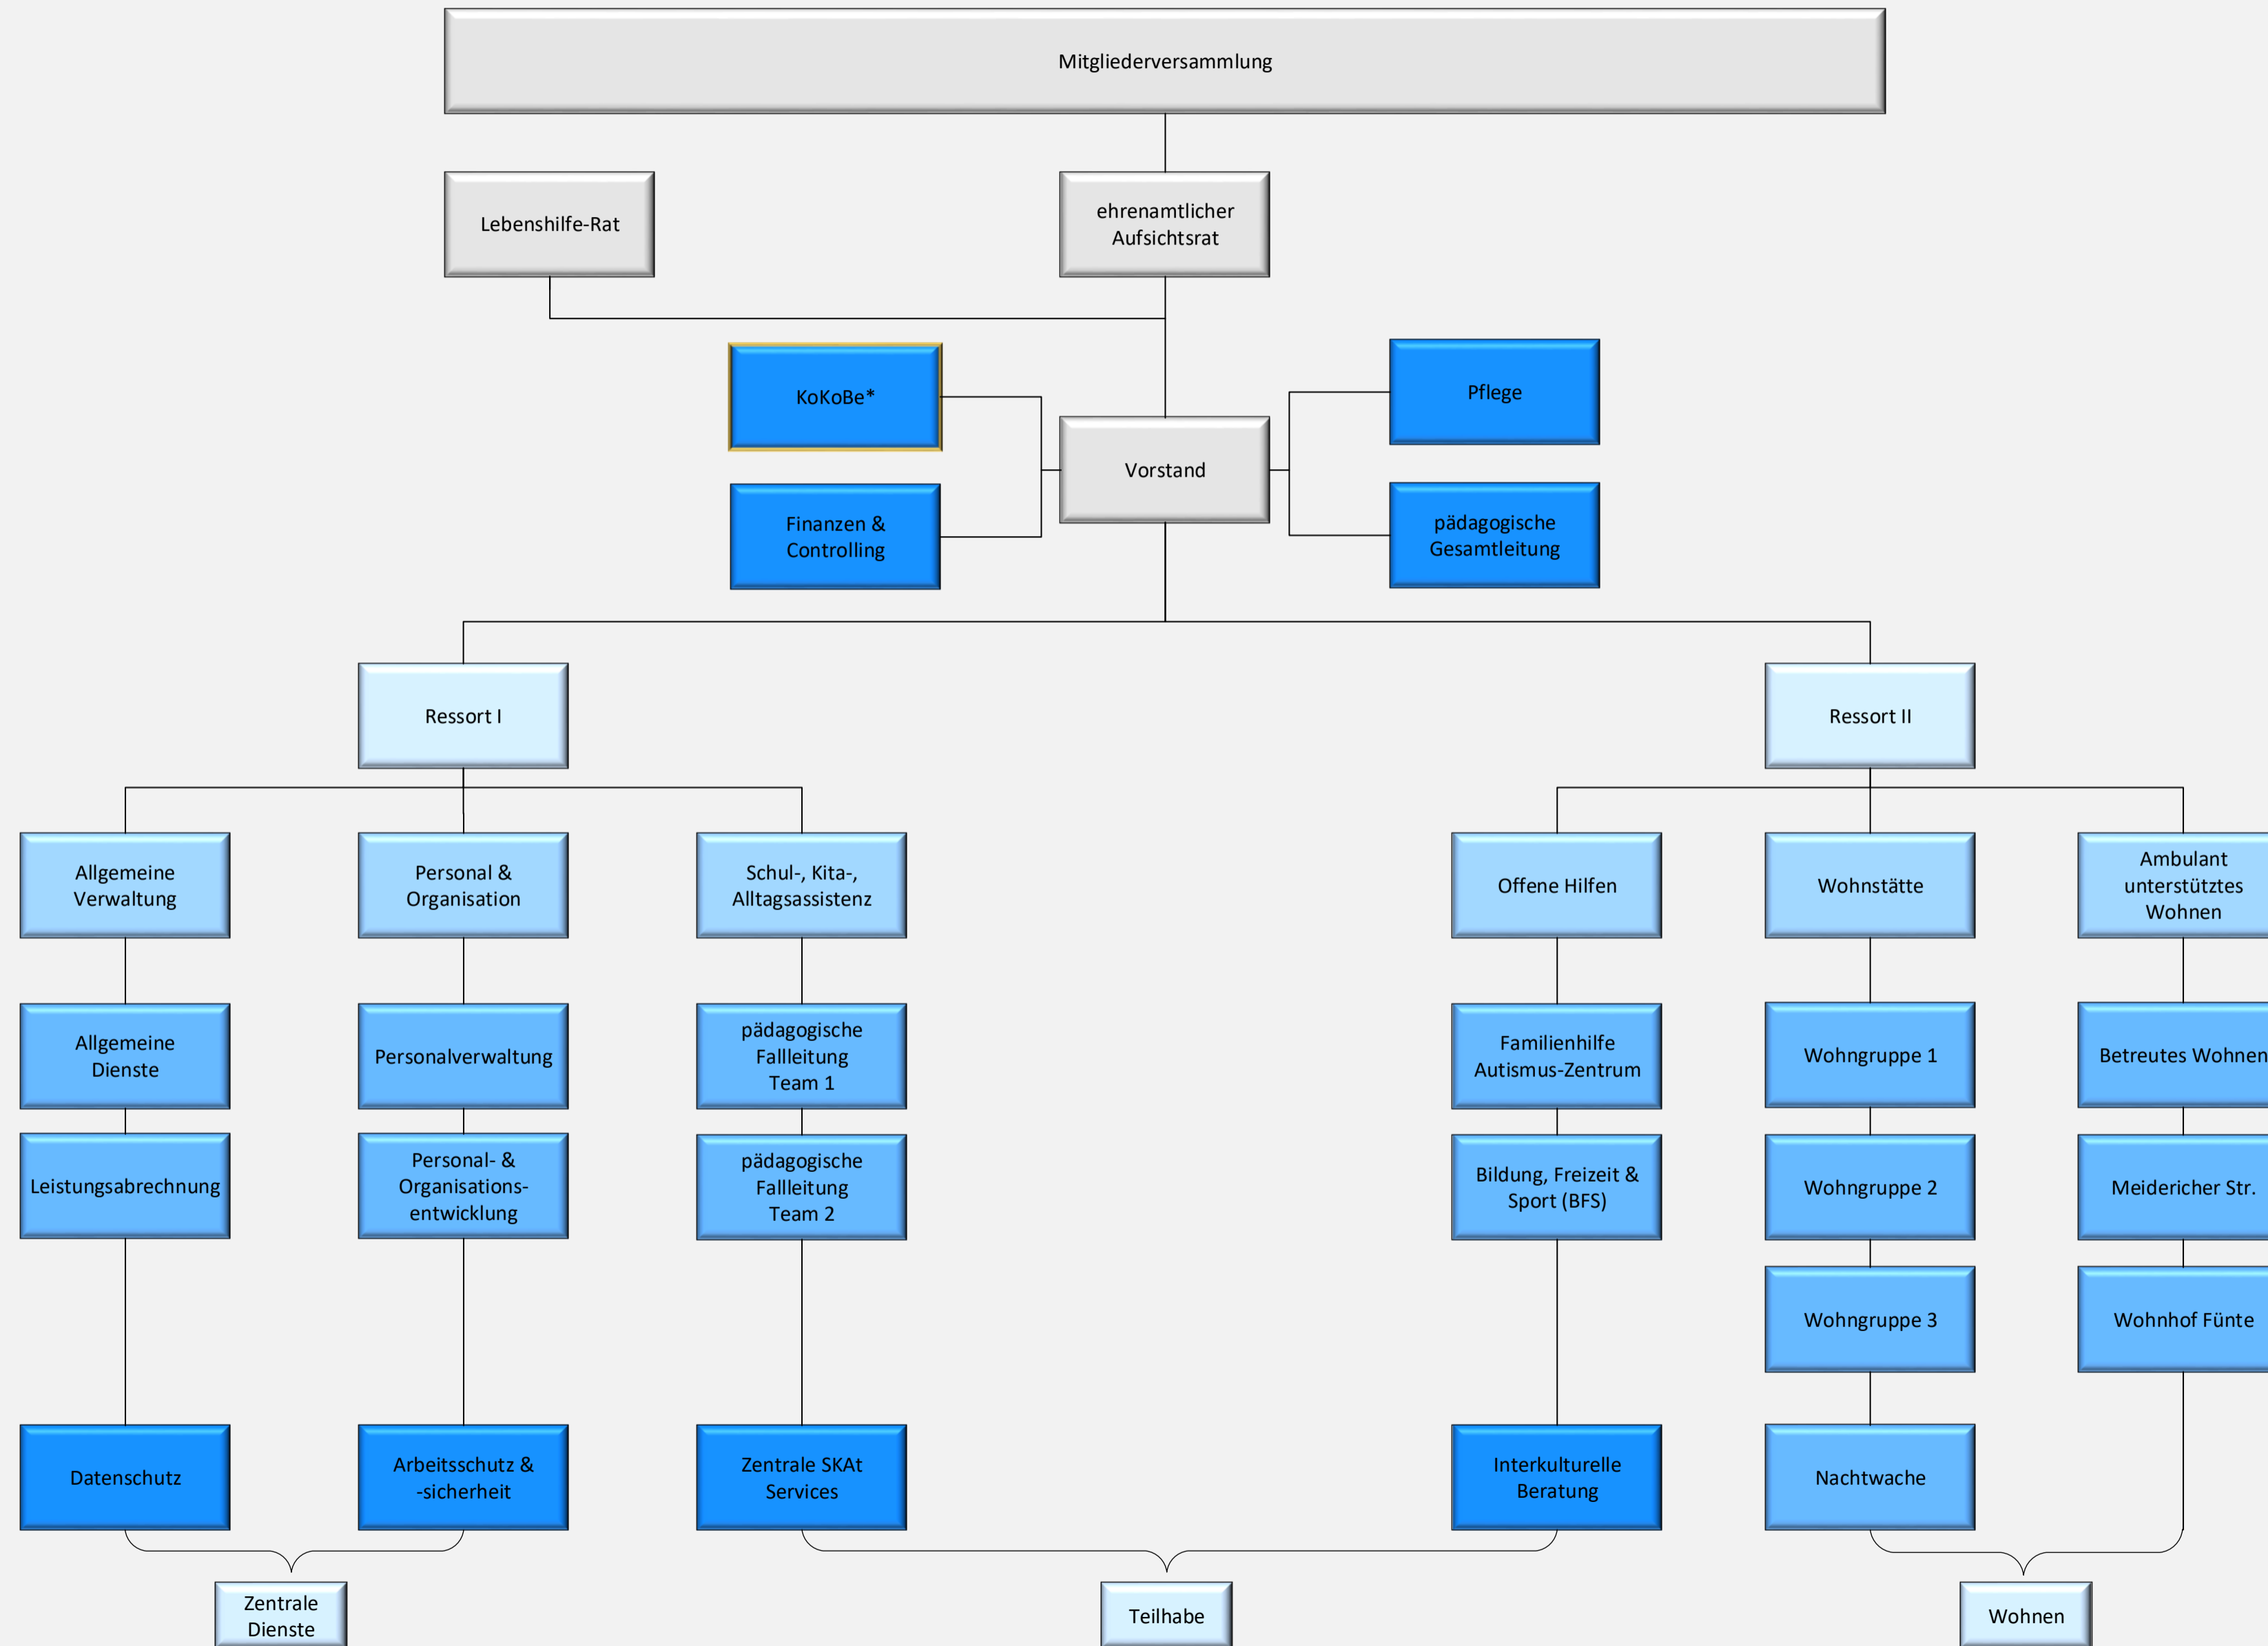 Mitgliederversammlung
Lebenshilfe-Rat
ehrenamtlicher
Aufsichtsrat
KoKoBe*
Pflege
Vorstand
Finanzen &
Controlling
pädagogische
Gesamtleitung
Ressort I
Ressort II
Allgemeine
Verwaltung
Personal &
Organisation
Schul-, Kita-,
Alltagsassistenz
Offene Hilfen
Wohnstätte
Ambulant
unterstütztes
Wohnen
Allgemeine
Dienste
Personalverwaltung
pädagogische
Fallleitung
Team 1
Familienhilfe
Autismus-Zentrum
Wohngruppe 1
Betreutes Wohnen
Leistungsabrechnung
Personal- &
Organisations-
entwicklung
pädagogische
Fallleitung
Team 2
Bildung, Freizeit &
Sport (BFS)
Wohngruppe 2
Meidericher Str.
Wohngruppe 3
Wohnhof Fünte
Datenschutz
Arbeitsschutz &
-sicherheit
Zentrale SKAt
Services
Interkulturelle
Beratung
Nachtwache
Zentrale
Dienste
Teilhabe
Wohnen